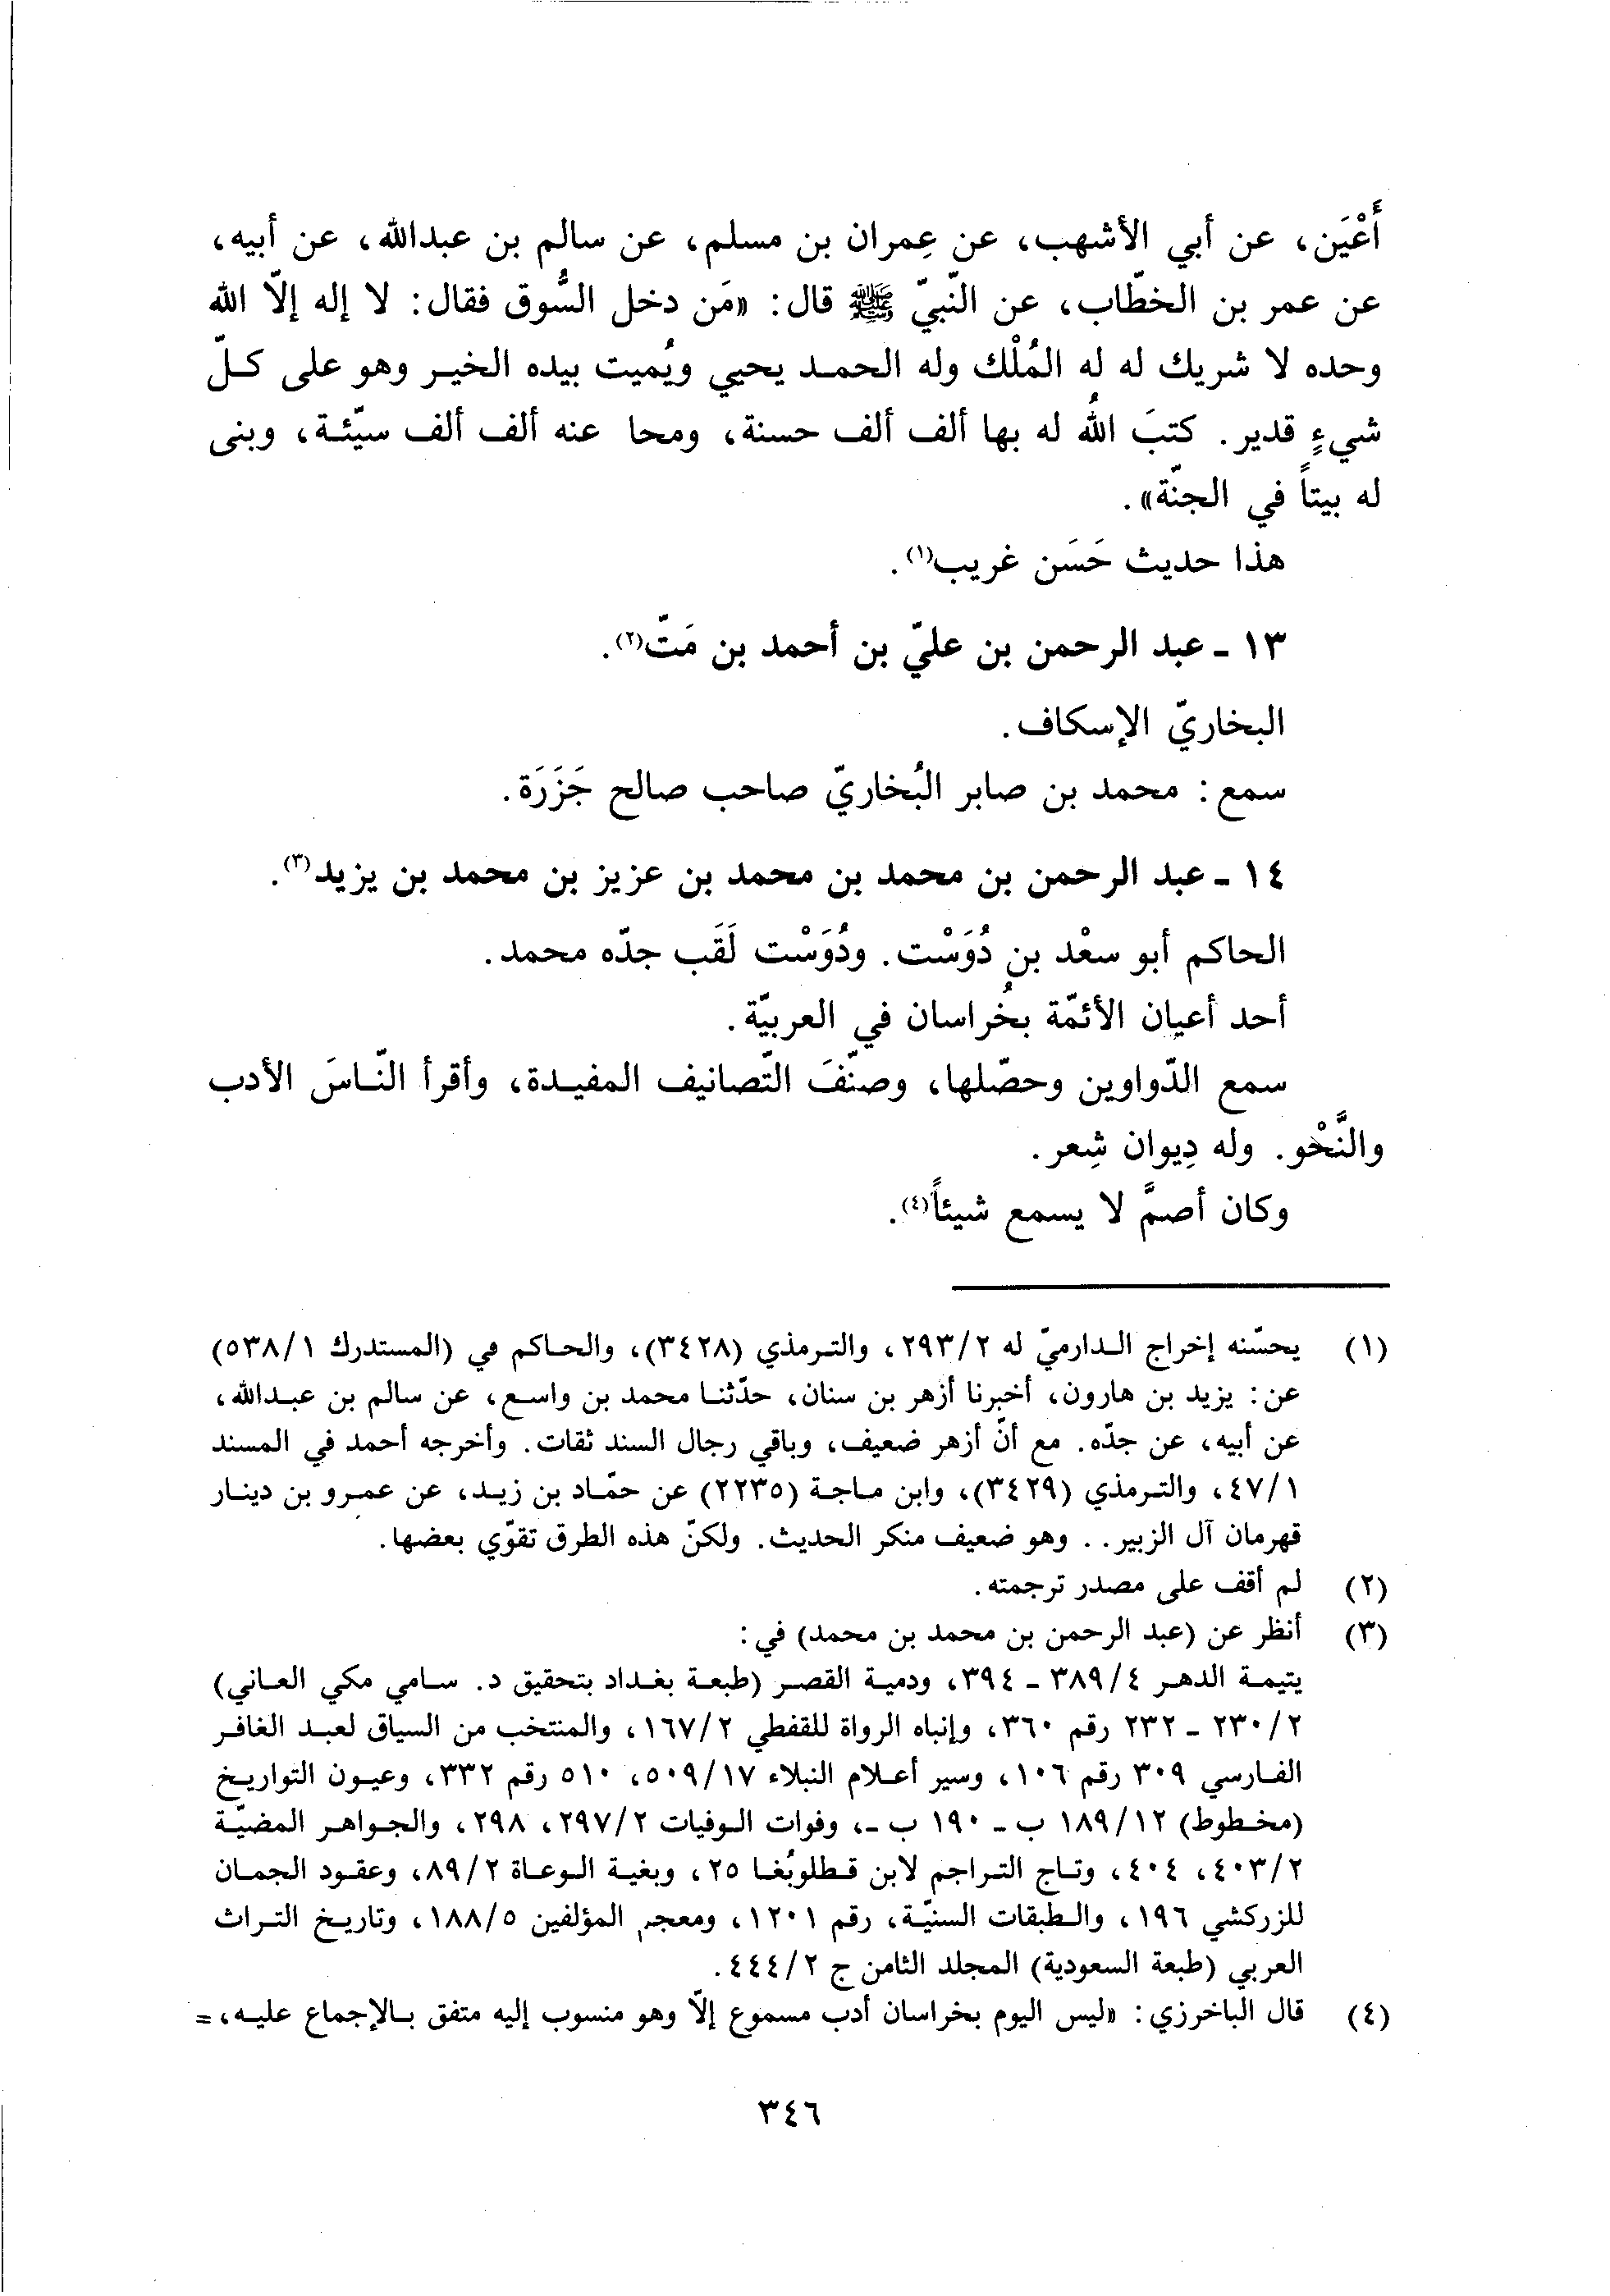 أَعْيَن، عن أبي الأشهب، عن عِمران بن مسلم، عن سالم بن عبدالله، عن أبيه،
عن عمر بن الخطّاب، عن النّبيّ ﷺ قال: «مَن دخل السُّوق فقال: لا إله إلاّ الله
وحده لا شريك له له المُلْك وله الحمد يحيي ويُميت بيده الخير وهو على كلّ
شيءٍ قدير. كتبَ اللهُ له بها ألف ألف حسنة، ومحا عنه ألف ألف سيّئة، وبنى
له بيتاً في الجنّة».
هذا حديث حَسَن غريب(١).
١٣ - عبد الرحمن بن عليّ بن أحمد بن مَتّ(٢).
البخاريّ الإسكاف.
سمع: محمد بن صابر البُخاريّ صاحب صالح جَزَرَة.
١٤ - عبد الرحمن بن محمد بن محمد بن عزيز بن محمد بن يزيد(٣).
الحاكم أبو سعْد بن دُوَسْت. ودُوَسْت لَقَب جدّه محمد.
أحد أعيان الأئمّة بخُراسان في العربيّة.
سمع الدّواوين وحصّلها، وصنّفَ التّصانيف المفيدة، وأقرأ النّاسَ الأدب
والنَّحْو. وله دِيوان شِعر.
وكان أصمَّ لا يسمع شيئاً(٤).
(١) يحسّنه إخراج الدارميّ له ٢/٢٩٣، والترمذي (٣٤٢٨)، والحاكم في (المستدرك ١/٥٣٨)
عن: يزيد بن هارون، أخبرنا أزهر بن سنان، حدّثنا محمد بن واسع، عن سالم بن عبدالله،
عن أبيه، عن جدّه. مع أنّ أزهر ضعيف، وباقي رجال السند ثقات. وأخرجه أحمد في المسند
١/٤٧، والترمذي (٣٤٢٩)، وابن ماجة (٢٢٣٥) عن حمّاد بن زيد، عن عمرو بن دينار
قهرمان آل الزبير.. وهو ضعيف منكر الحديث. ولكنّ هذه الطرق تقوّي بعضها.
(٢) لم أقف على مصدر ترجمته.
(٣) أنظر عن (عبد الرحمن بن محمد بن محمد) في:
يتيمة الدهر ٤/٣٨٩ - ٣٩٤، ودمية القصر (طبعة بغداد بتحقيق د. سامي مكي العاني)
٢/٢٣٠ - ٢٣٢ رقم ٣٦٠، وإنباه الرواة للقفطي ٢/١٦٧، والمنتخب من السياق لعبد الغافر
الفارسي ٣٠٩ رقم ١٠٦، وسير أعلام النبلاء ١٧/٥٠٩، ٥١٠ رقم ٣٣٢، وعيون التواريخ
(مخطوط) ١٢/١٨٩ ب - ١٩٠ ب -، وفوات الوفيات ٢/٢٩٧، ٢٩٨، والجواهر المضيّة
٢/٤٠٣، ٤٠٤، وتاج التراجم لابن قطلوبُغا ٢٥، وبغية الوعاة ٢/٨٩، وعقود الجمان
للزركشي ١٩٦، والطبقات السنيّة، رقم ١٢٠١، ومعجم المؤلفين ٥/١٨٨، وتاريخ التراث
العربي (طبعة السعودية) المجلد الثامن ج ٢/٤٤٤.
(٤) قال الباخرزي: «ليس اليوم بخراسان أدب مسموع إلاّ وهو منسوب إليه متفق بالإجماع عليه، =
٣٤٦